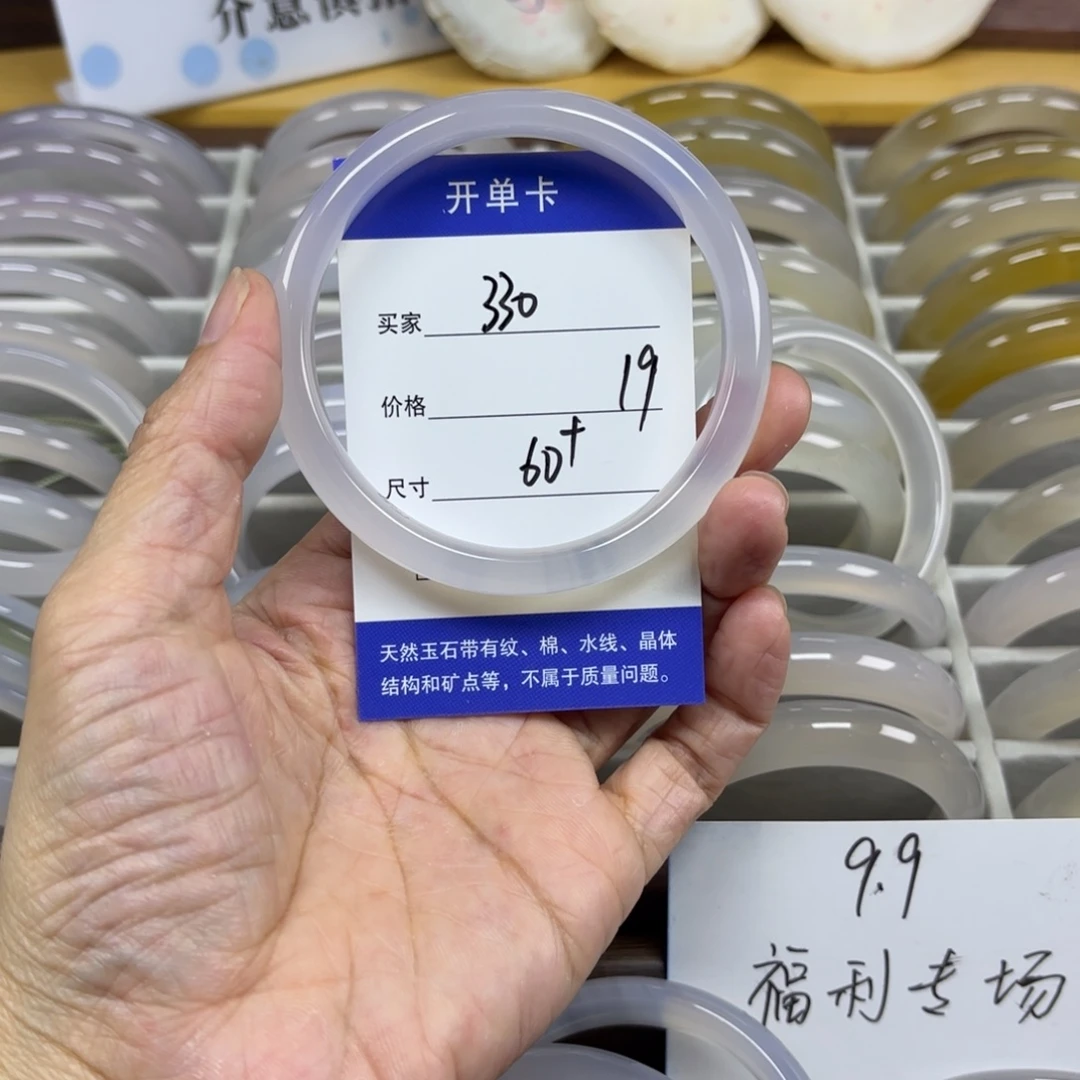 开单卡
买家 330
价格 19
尺寸 60+
天然玉石带有纹、棉、水线、晶体
结构和矿点等，不属于质量问题。
9.9
福利专场